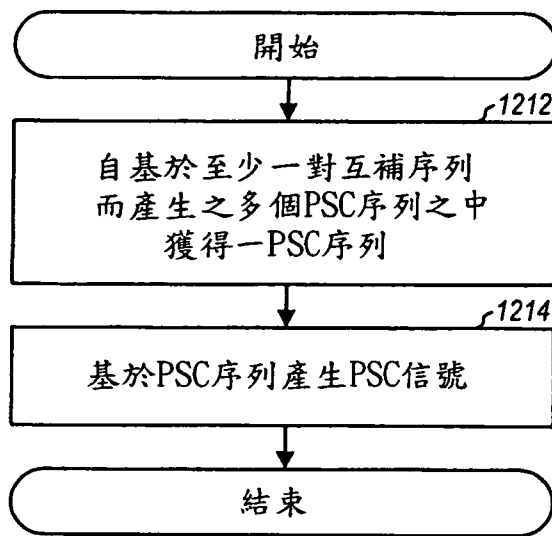 開始
1212
自基於至少一對互補序列
而產生之多個PSC序列之中
獲得一PSC序列
1214
基於PSC序列產生PSC信號
結束